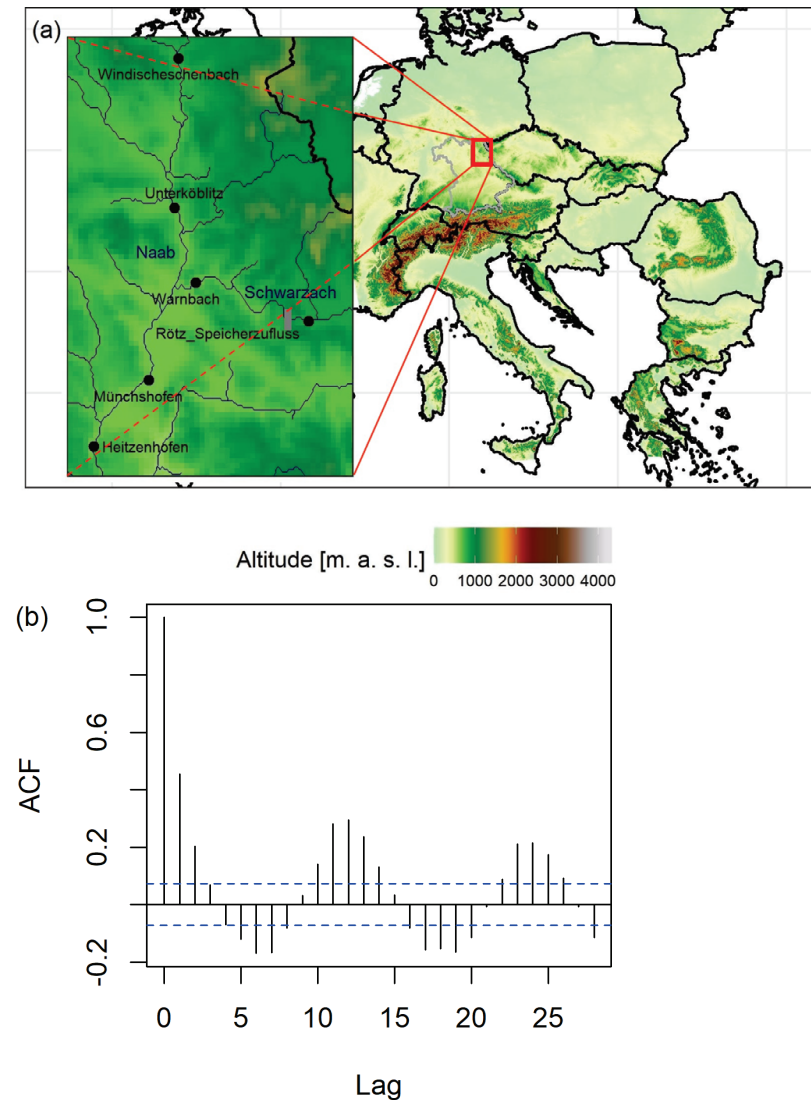 (a)
Windischeschenbach
Unterköblitz
Naab
Warnbach
Schwarzach
Rötz_Speicherzufluss
Münchshofen
Heitzenhofen
Altitude [m. a. s. l.]
0 1000 2000 3000 4000
(b)
ACF
1.0
0.6
0.2
-0.2
0 5 10 15 20 25
Lag